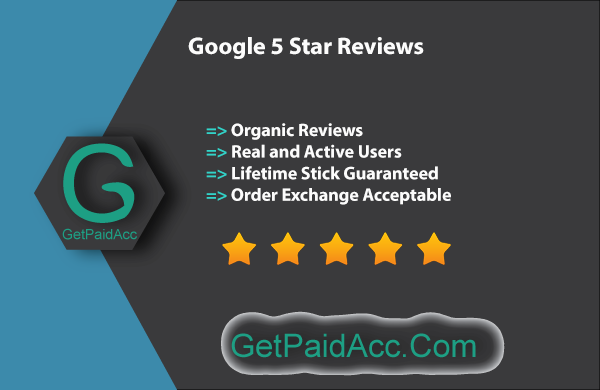 Google 5 Star Reviews
=> Organic Reviews
=> Real and Active Users
=> Lifetime Stick Guaranteed
=> Order Exchange Acceptable
G
GetPaidAcc
GetPaidAcc.Com